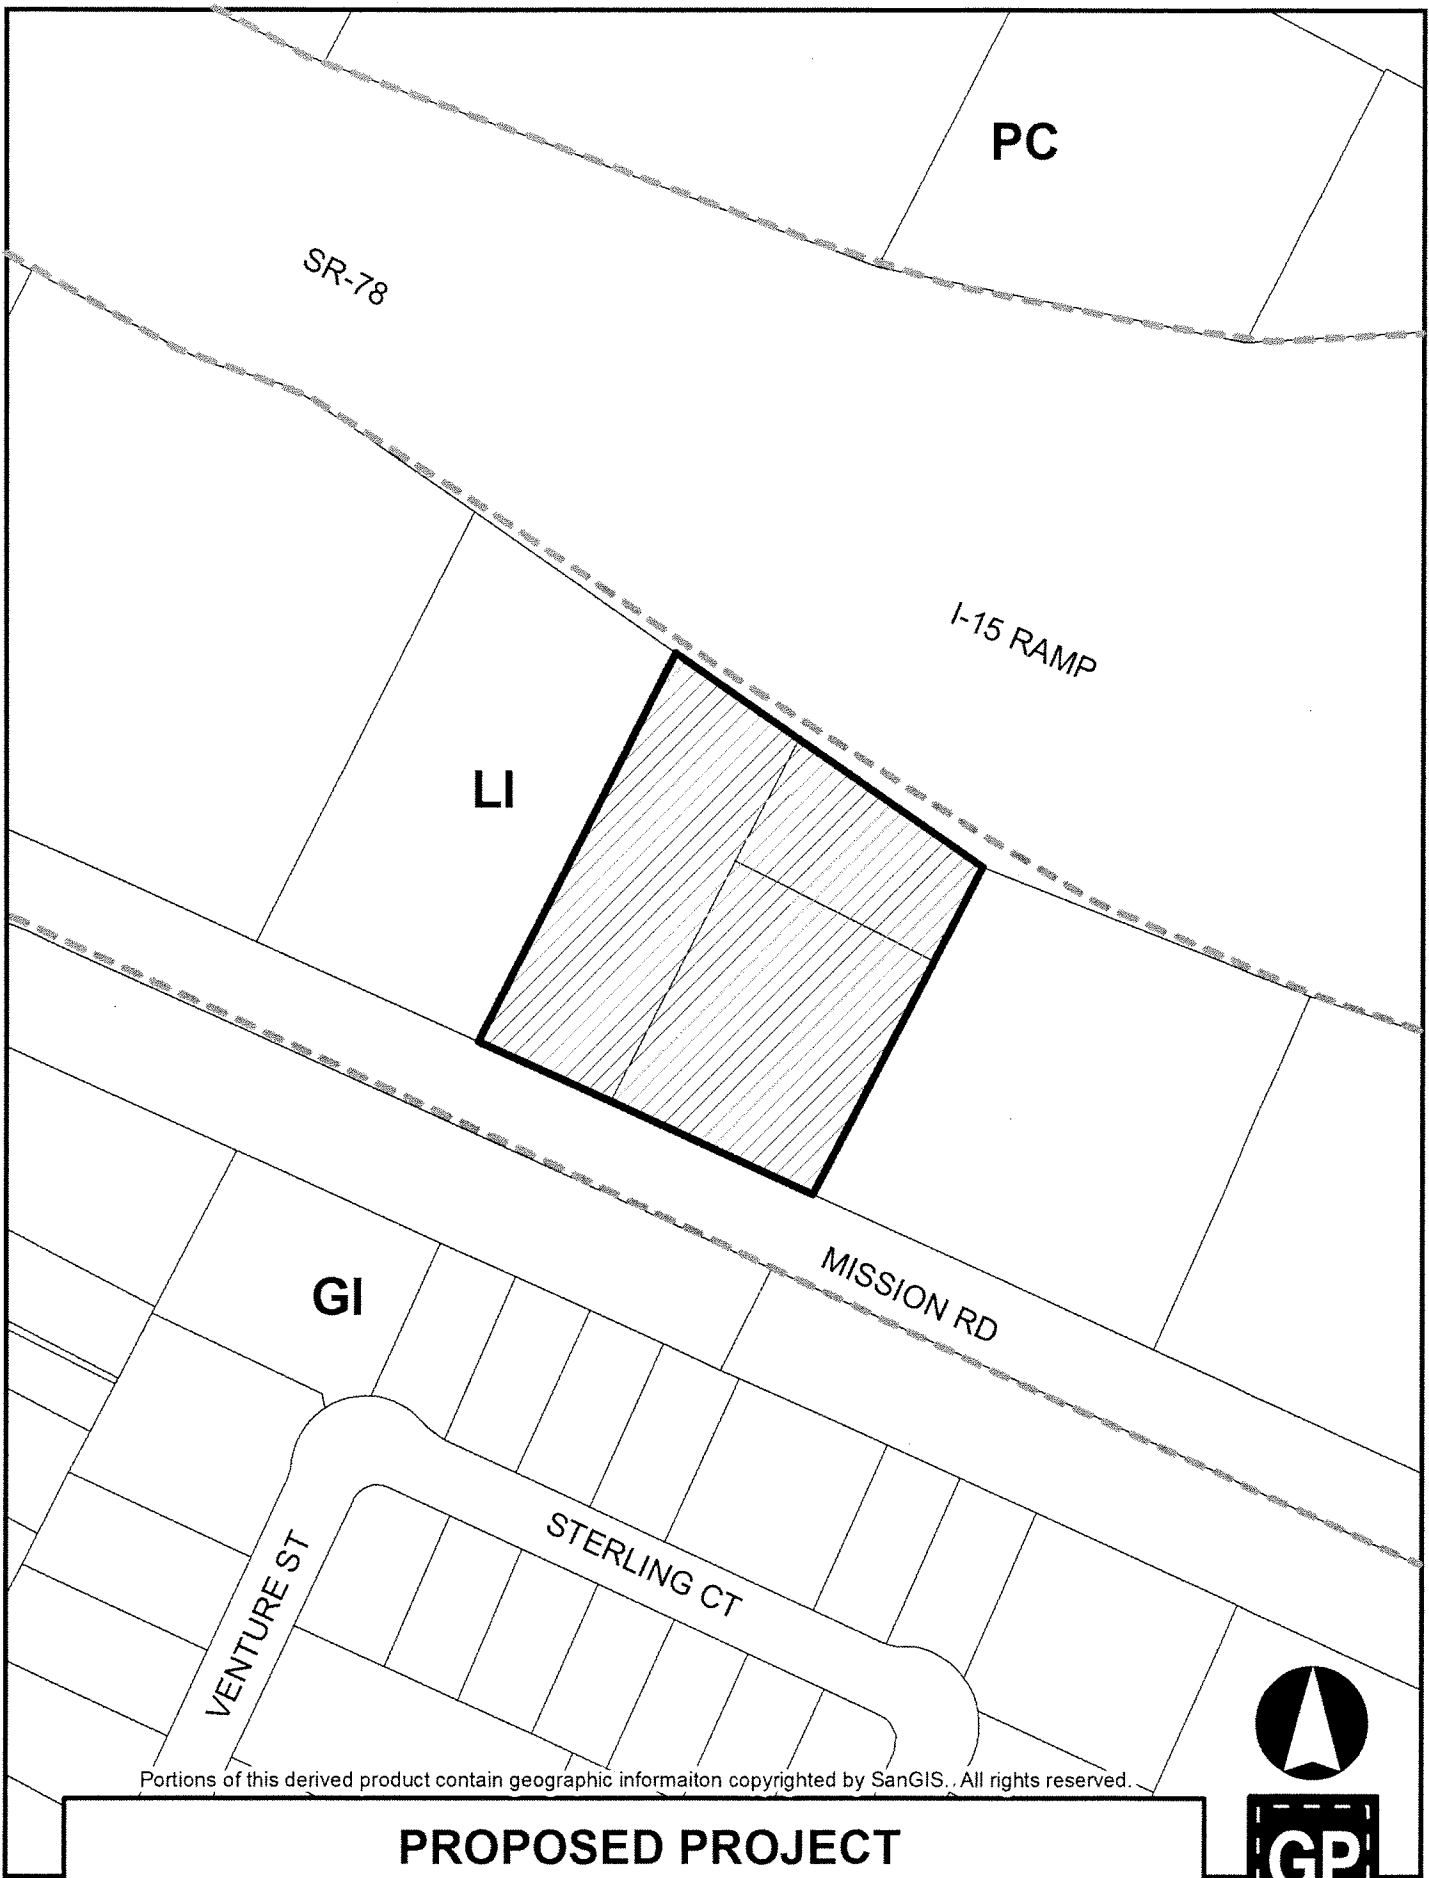 PC
SR-78
I-15 RAMP
LI
MISSION RD
GI
STERLING CT
VENTURE ST
Portions of this derived product contain geographic informaiton copyrighted by SanGIS.. All rights reserved.
PROPOSED PROJECT
GP